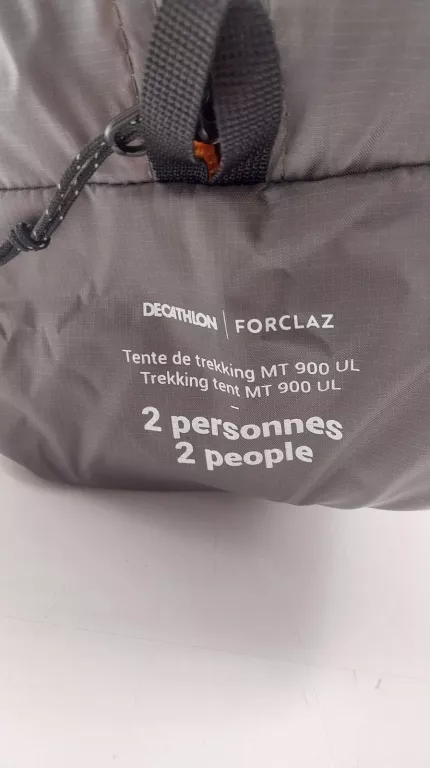 DECATHLON | FORCLAZ
Tente de trekking MT 900 UL
Trekking tent MT 900 UL
–
2 personnes
2 people